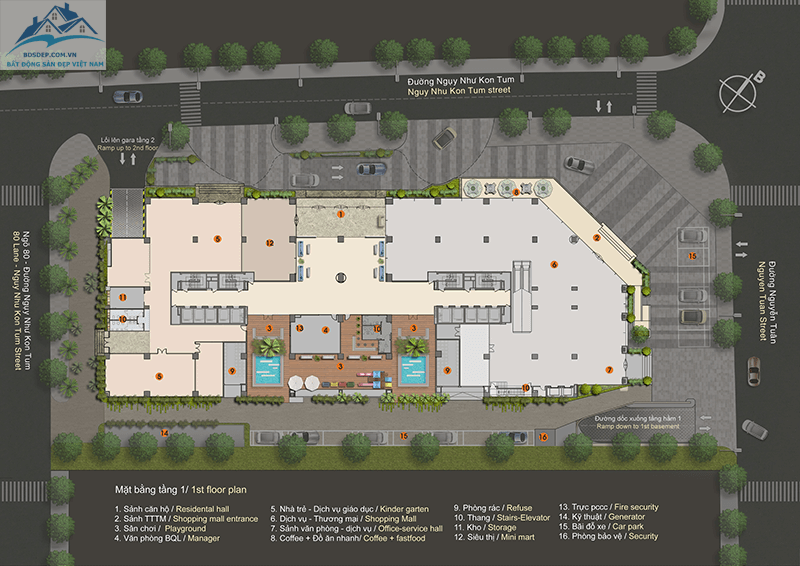 BDSDEP.COM.VN
BẤT ĐỘNG SẢN ĐẸP VIỆT NAM
Đường Ngụy Như Kon Tum
Nguy Nhu Kon Tum street
B
Lối lên gara tầng 2
Ramp up to 2nd floor
1
8
5
12
2
6
15
Ngõ 80 - Đường Ngụy Như Kon Tum
80 Lane - Nguy Nhu Kon Tum Street
Đường Nguyễn Tuân
Nguyen Tuan Street
11
10
3
13
4
10
3
5
9
3
9
7
10
Đường dốc xuống tầng hầm 1
Ramp down to 1st basement
14
15
16
Mặt bằng tầng 1/ 1st floor plan
1. Sảnh căn hộ / Residental hall
2. Sảnh TTTM / Shopping mall entrance
3. Sân chơi / Playground
4. Văn phòng BQL / Manager
5. Nhà trẻ - Dịch vụ giáo dục / Kinder garten
6. Dịch vụ - Thương mại / Shopping Mall
7. Sảnh văn phòng - dịch vụ / Office-service hall
8. Coffee + Đồ ăn nhanh/ Coffee + fastfood
9. Phòng rác / Refuse
10. Thang / Stairs-Elevator
11. Kho / Storage
12. Siêu thị / Mini mart
13. Trực pccc / Fire security
14. Kỹ thuật / Generator
15. Bãi đỗ xe / Car park
16. Phòng bảo vệ / Security